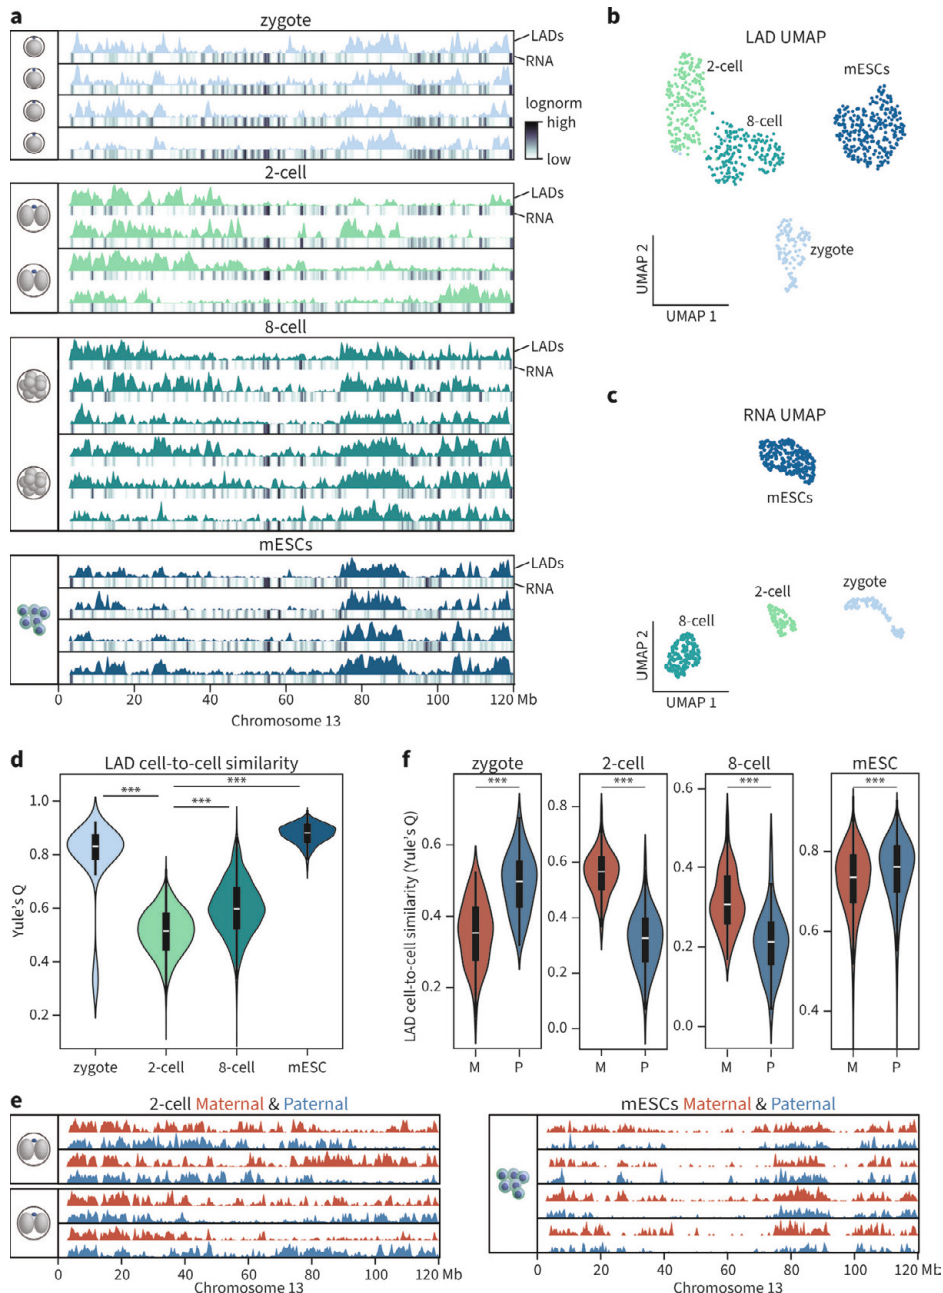 a
zygote
LADs
RNA
lognorm
high
low
2-cell
LADs
RNA
8-cell
LADs
RNA
mESCs
LADs
RNA
0 20 40 60 80 100 120 Mb
Chromosome 13
b
LAD UMAP
2-cell
mESCs
8-cell
zygote
UMAP 2
UMAP 1
c
RNA UMAP
mESCs
2-cell
zygote
8-cell
UMAP 2
UMAP 1
d
LAD cell-to-cell similarity
***
***
***
1.0
0.8
0.6
0.4
0.2
Yule's Q
zygote 2-cell 8-cell mESC
f
zygote 2-cell 8-cell mESC
*** *** *** ***
LAD cell-to-cell similarity (Yule's Q)
0.6
0.4
0.2
0.8
0.6
0.4
0.2
0.0
0.6
0.4
0.2
0.0
0.8
0.6
0.4
M P M P M P M P
e
2-cell Maternal & Paternal
0 20 40 60 80 100 120 Mb
Chromosome 13
mESCs Maternal & Paternal
0 20 40 60 80 100 120 Mb
Chromosome 13